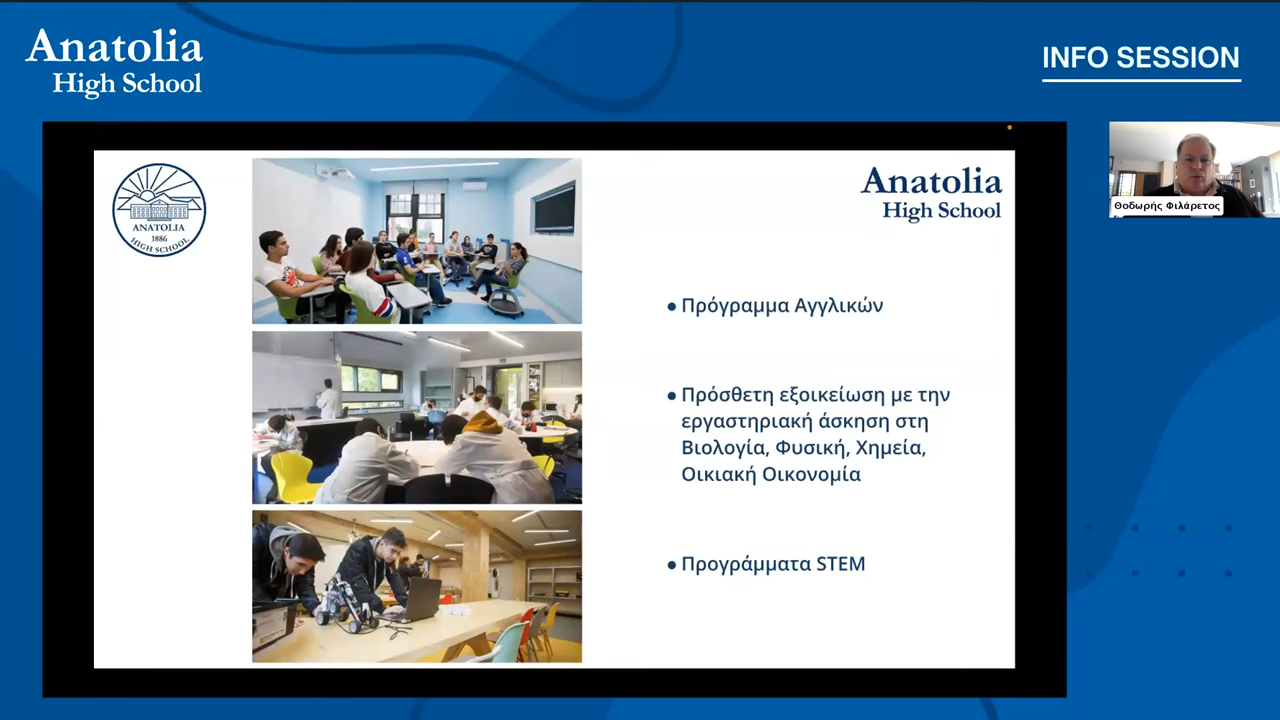 Anatolia
High School
INFO SESSION
ANATOLIA
1886
HIGH SCHOOL
Anatolia
High School
Θοδωρής Φιλάρετος
● Πρόγραμμα Αγγλικών
● Πρόσθετη εξοικείωση με την
εργαστηριακή άσκηση στη
Βιολογία, Φυσική, Χημεία,
Οικιακή Οικονομία
● Προγράμματα STEM